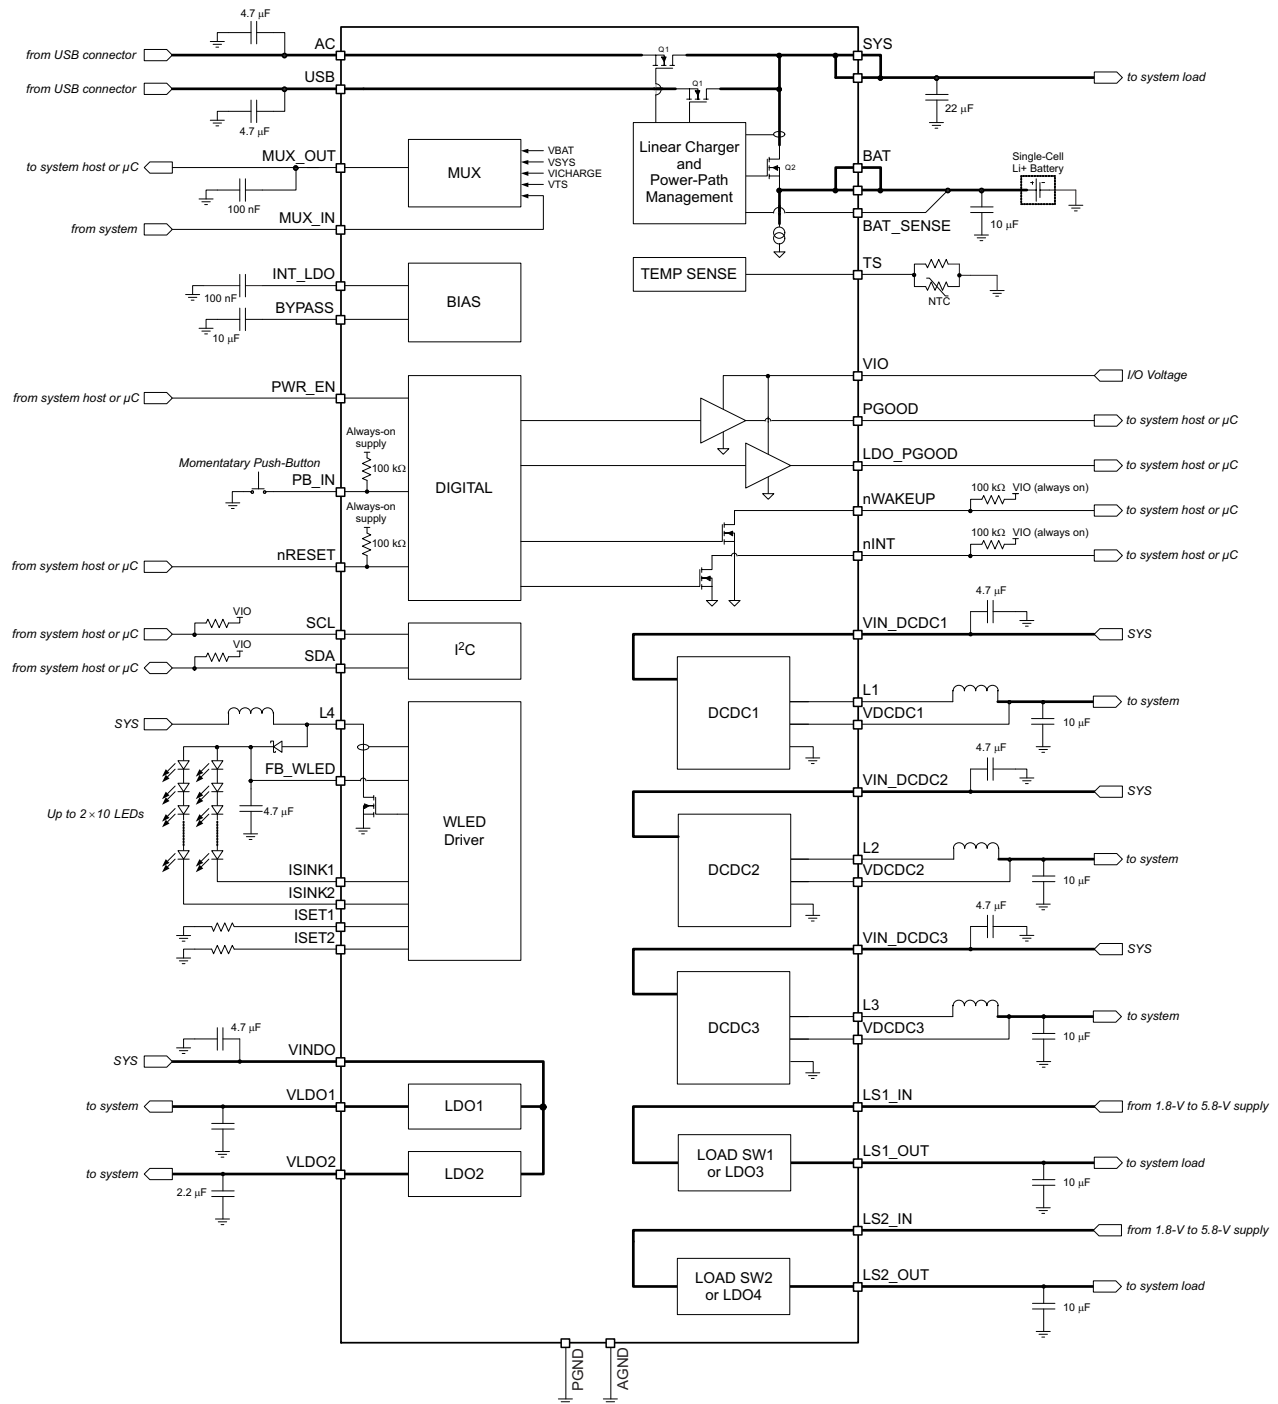 4.7 μF
from USB connector
AC
Q1
SYS
to system load
22 μF
from USB connector
USB
Q1
4.7 μF
to system host or μC
MUX_OUT
100 nF
MUX
VBAT
VSYS
VICHARGE
VTS
from system
MUX_IN
Linear Charger
and
Power-Path
Management
Q2
BAT
Single-Cell
Li+ Battery
+ -
BAT_SENSE
10 μF
INT_LDO
100 nF
BYPASS
10 μF
BIAS
TEMP SENSE
TS
NTC
VIO
I/O Voltage
from system host or μC
PWR_EN
PGOOD
to system host or μC
Always-on
supply
100 kΩ
Momentatary Push-Button
PB_IN
DIGITAL
LDO_PGOOD
to system host or μC
nWAKEUP
100 kΩ
VIO (always on)
to system host or μC
Always-on
supply
100 kΩ
from system host or μC
nRESET
nINT
100 kΩ
VIO (always on)
to system host or μC
VIO
from system host or μC
SCL
VIO
from system host or μC
SDA
I²C
4.7 μF
VIN_DCDC1
SYS
DCDC1
L1
to system
VDCDC1
10 μF
SYS
L4
FB_WLED
4.7 μF
Up to 2 × 10 LEDs
WLED
Driver
ISINK1
ISINK2
ISET1
ISET2
4.7 μF
VIN_DCDC2
SYS
DCDC2
L2
to system
VDCDC2
10 μF
4.7 μF
VIN_DCDC3
SYS
DCDC3
L3
to system
VDCDC3
10 μF
4.7 μF
SYS
VINDO
to system
VLDO1
LDO1
to system
VLDO2
2.2 μF
LDO2
LS1_IN
from 1.8-V to 5.8-V supply
LOAD SW1
or LDO3
LS1_OUT
to system load
10 μF
LS2_IN
from 1.8-V to 5.8-V supply
LOAD SW2
or LDO4
LS2_OUT
to system load
10 μF
PGND
AGND